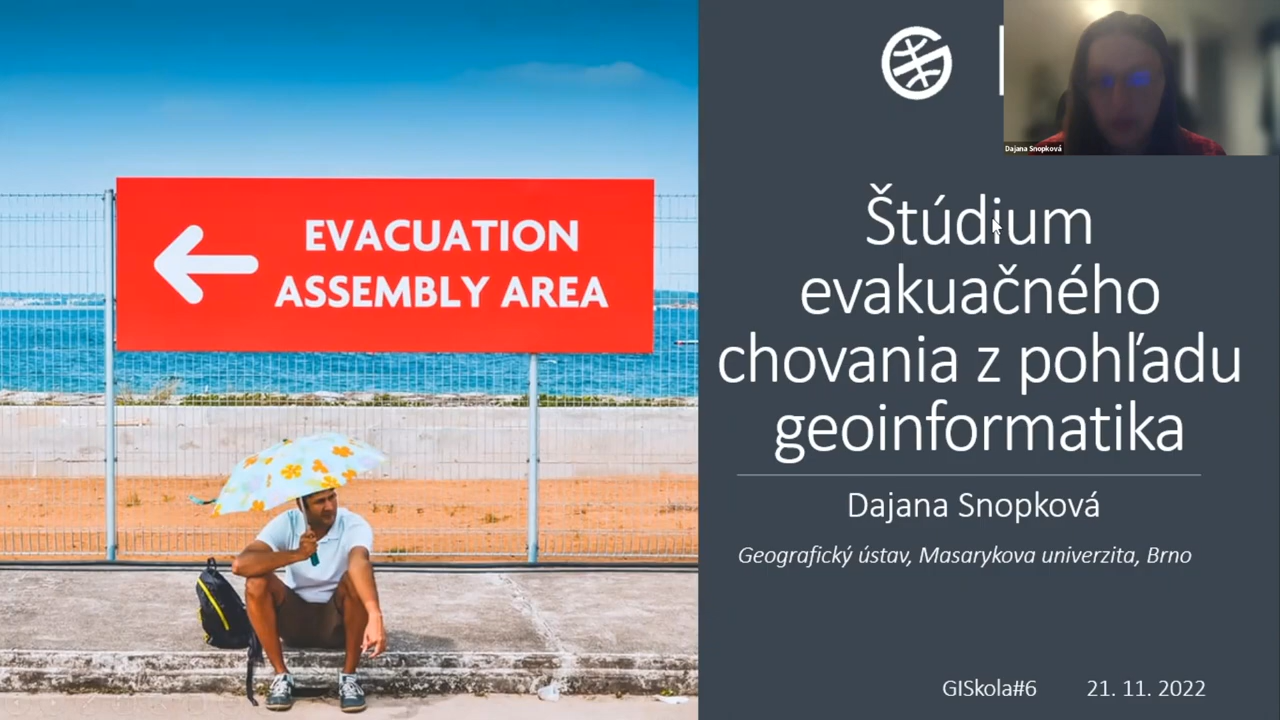 EVACUATION
ASSEMBLY AREA
Dajana Snopková
Štúdium
evakuačného
chovania z pohľadu
geoinformatika
Dajana Snopková
Geografický ústav, Masarykova univerzita, Brno
GISkola#6 21. 11. 2022